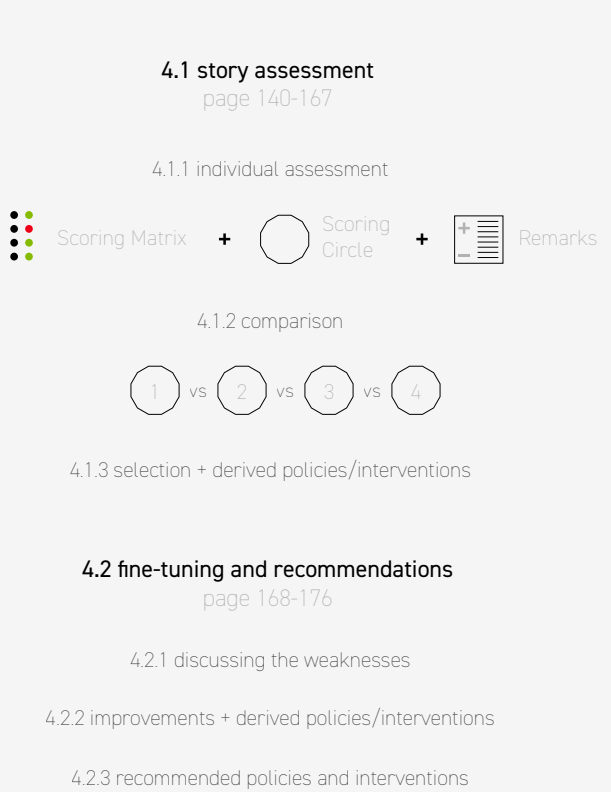 4.1 story assessment
page 140-167
4.1.1 individual assessment
Scoring Matrix + Scoring Circle + Remarks
4.1.2 comparison
1 vs 2 vs 3 vs 4
4.1.3 selection + derived policies/interventions
4.2 fine-tuning and recommendations
page 168-176
4.2.1 discussing the weaknesses
4.2.2 improvements + derived policies/interventions
4.2.3 recommended policies and interventions